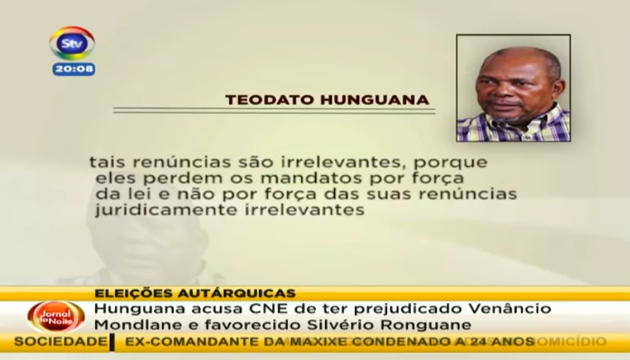 Stv
20:08
TEODATO HUNGUANA
tais renúncias são irrelevantes, porque
eles perdem os mandatos por força
da lei e não por força das suas renúncias
juridicamente irrelevantes
ELEIÇÕES AUTÁRQUICAS
Jornal da Noite
Hunguana acusa CNE de ter prejudicado Venâncio
Mondlane e favorecido Silvério Ronguane
SOCIEDADE
EX-COMANDANTE DA MAXIXE CONDENADO A 24 ANOS
HOMICÍDIO